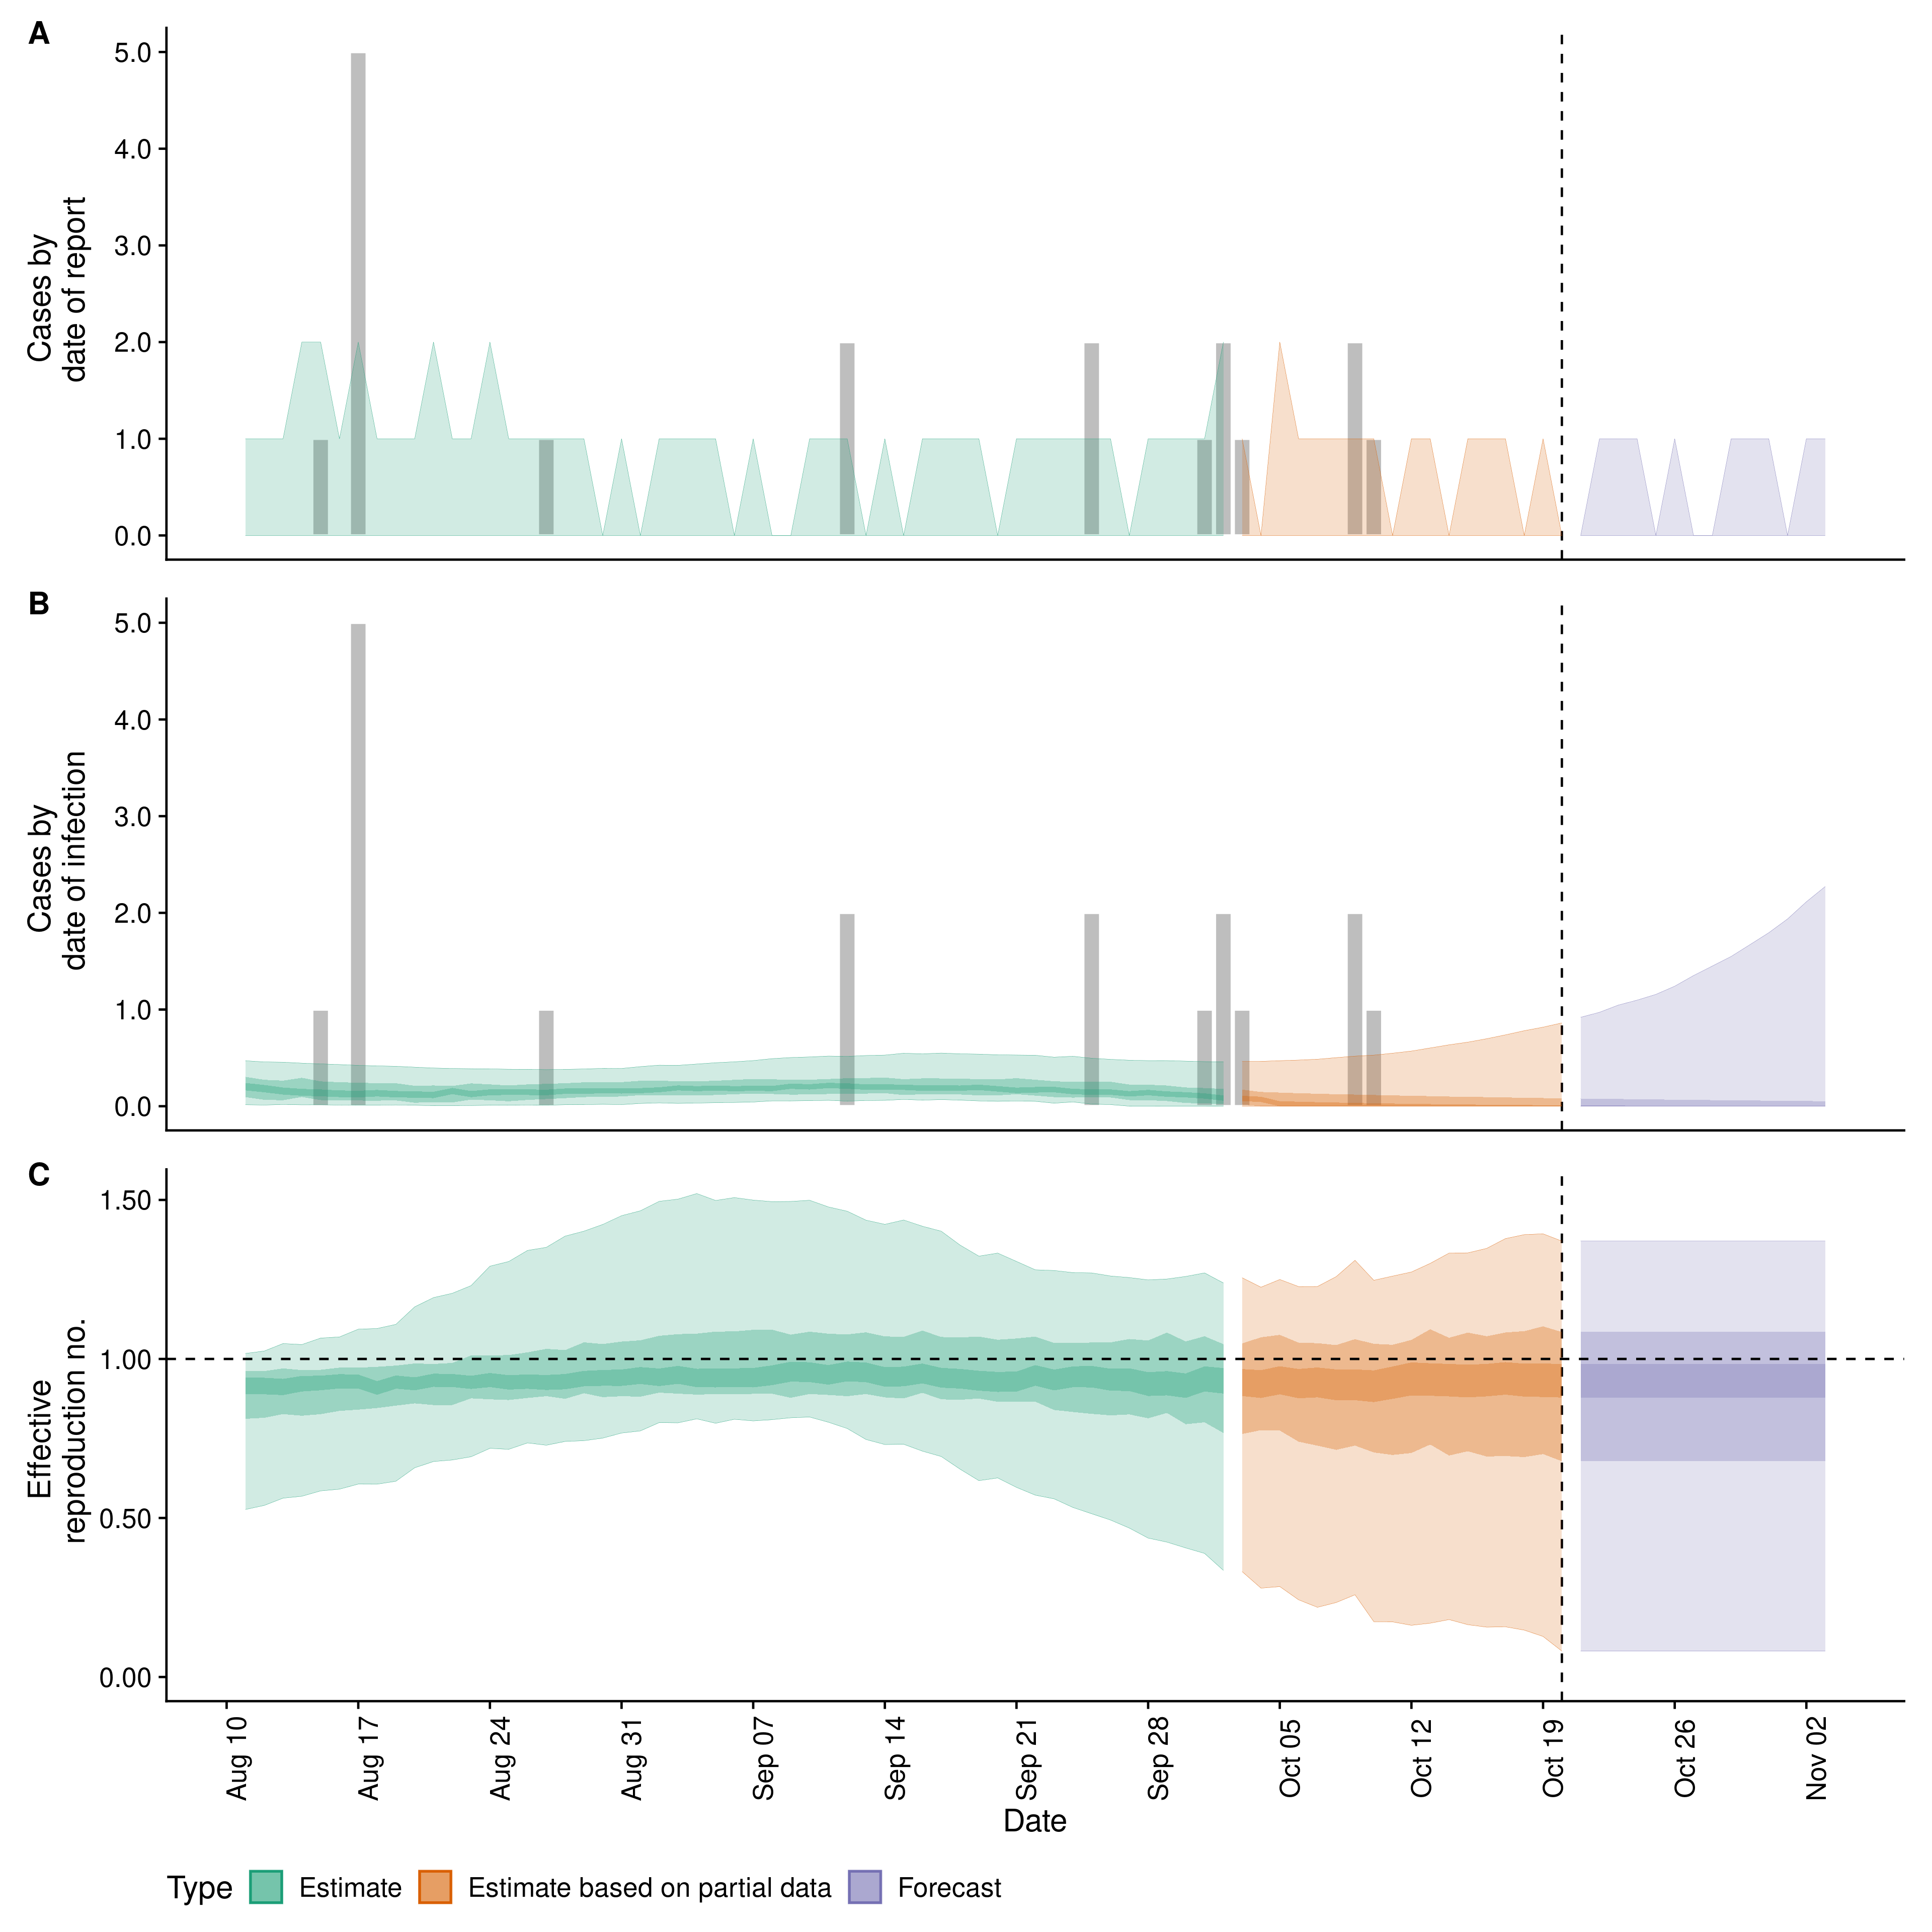 A
5.0
4.0
3.0
2.0
1.0
0.0
Cases by
date of report
B
5.0
4.0
3.0
2.0
1.0
0.0
Cases by
date of infection
C
1.50
1.00
0.50
0.00
Effective
reproduction no.
Aug 10
Aug 17
Aug 24
Aug 31
Sep 07
Sep 14
Sep 21
Sep 28
Oct 05
Oct 12
Oct 19
Oct 26
Nov 02
Date
Type Estimate Estimate based on partial data Forecast